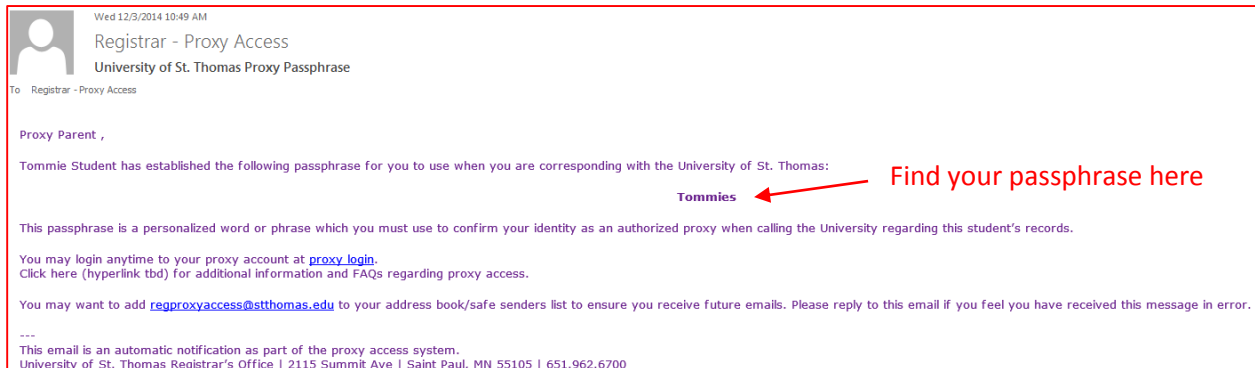 Wed 12/3/2014 10:49 AM
Registrar - Proxy Access
University of St. Thomas Proxy Passphrase
To Registrar - Proxy Access
Proxy Parent ,
Tommie Student has established the following passphrase for you to use when you are corresponding with the University of St. Thomas:
Find your passphrase here
Tommies
This passphrase is a personalized word or phrase which you must use to confirm your identity as an authorized proxy when calling the University regarding this student's records.
You may login anytime to your proxy account at proxy login.
Click here (hyperlink tbd) for additional information and FAQs regarding proxy access.
You may want to add regproxyaccess@stthomas.edu to your address book/safe senders list to ensure you receive future emails. Please reply to this email if you feel you have received this message in error.
---
This email is an automatic notification as part of the proxy access system.
University of St. Thomas Registrar's Office | 2115 Summit Ave | Saint Paul, MN 55105 | 651.962.6700